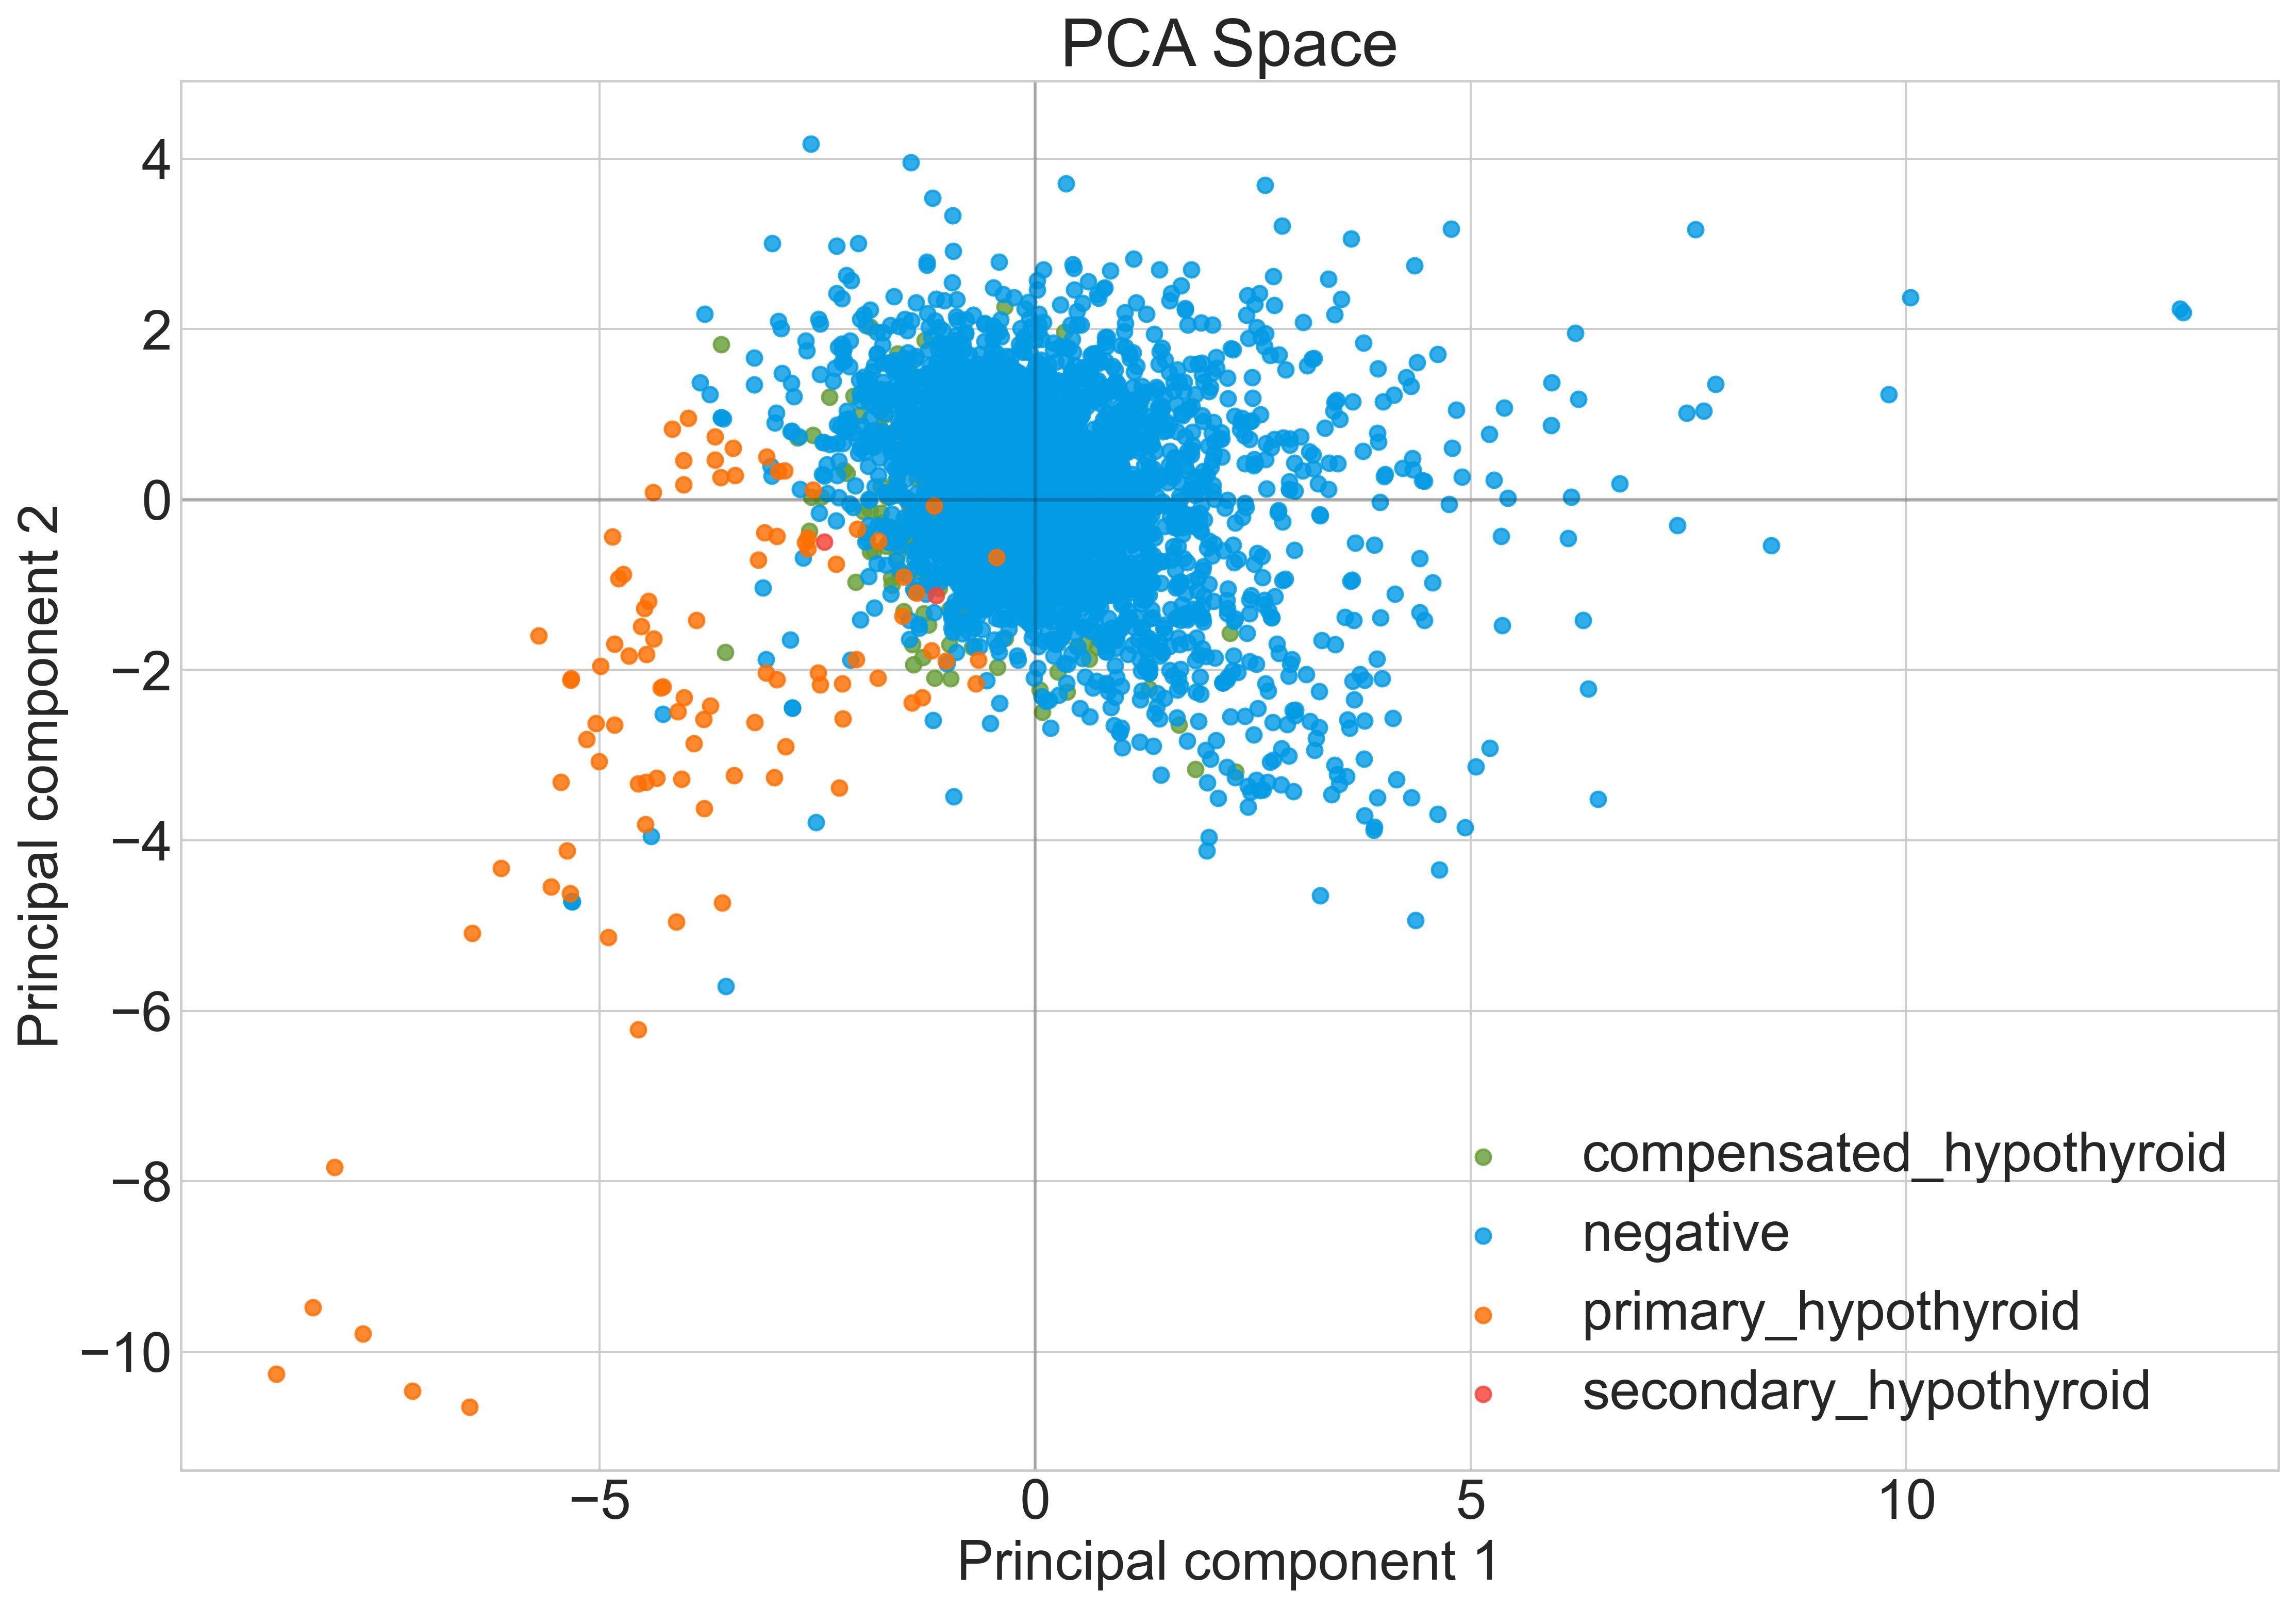 PCA Space
4
2
0
−2
−4
−6
−8
−10
Principal component 2
compensated_hypothyroid
negative
primary_hypothyroid
secondary_hypothyroid
−5 0 5 10
Principal component 1